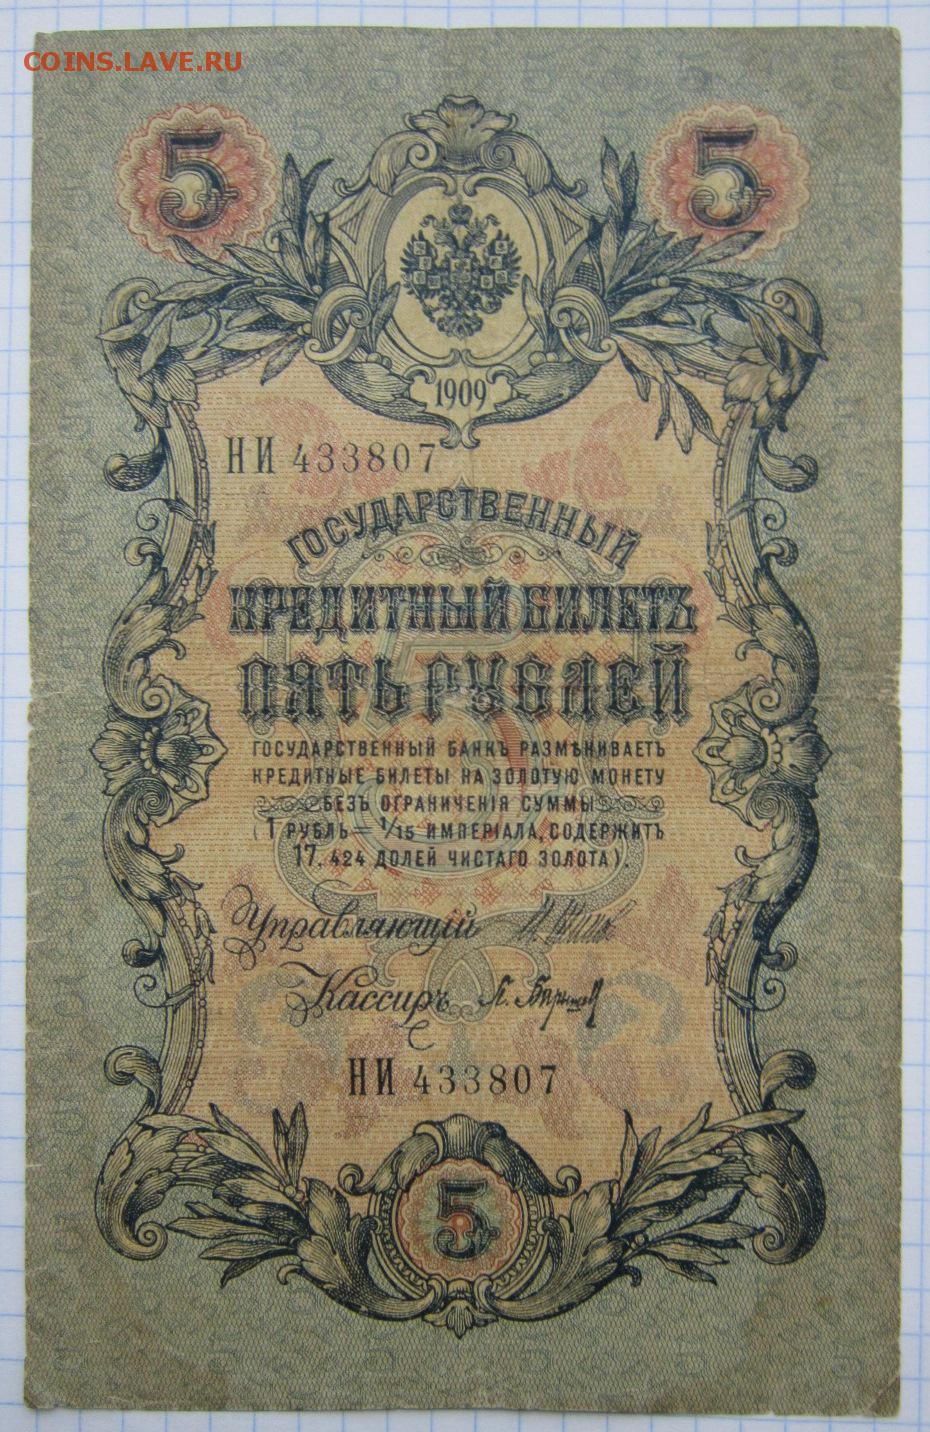 COINS.LAVE.RU
5 5
1909
НИ 433807
ГОСУДАРСТВЕННЫЙ
КРЕДИТНЫЙ БИЛЕТЪ
ПЯТЬ РУБЛЕЙ
ГОСУДАРСТВЕННЫЙ БАНКЪ РАЗМѢНИВАЕТЪ
КРЕДИТНЫЕ БИЛЕТЫ НА ЗОЛОТУЮ МОНЕТУ
БЕЗЪ ОГРАНИЧЕНІЯ СУММЫ
(1 РУБЛЬ = 1/15 ИМПЕРІАЛА, СОДЕРЖИТЪ
17,424 ДОЛЕЙ ЧИСТАГО ЗОЛОТА).
Управляющій
Кассиръ
НИ 433807
5